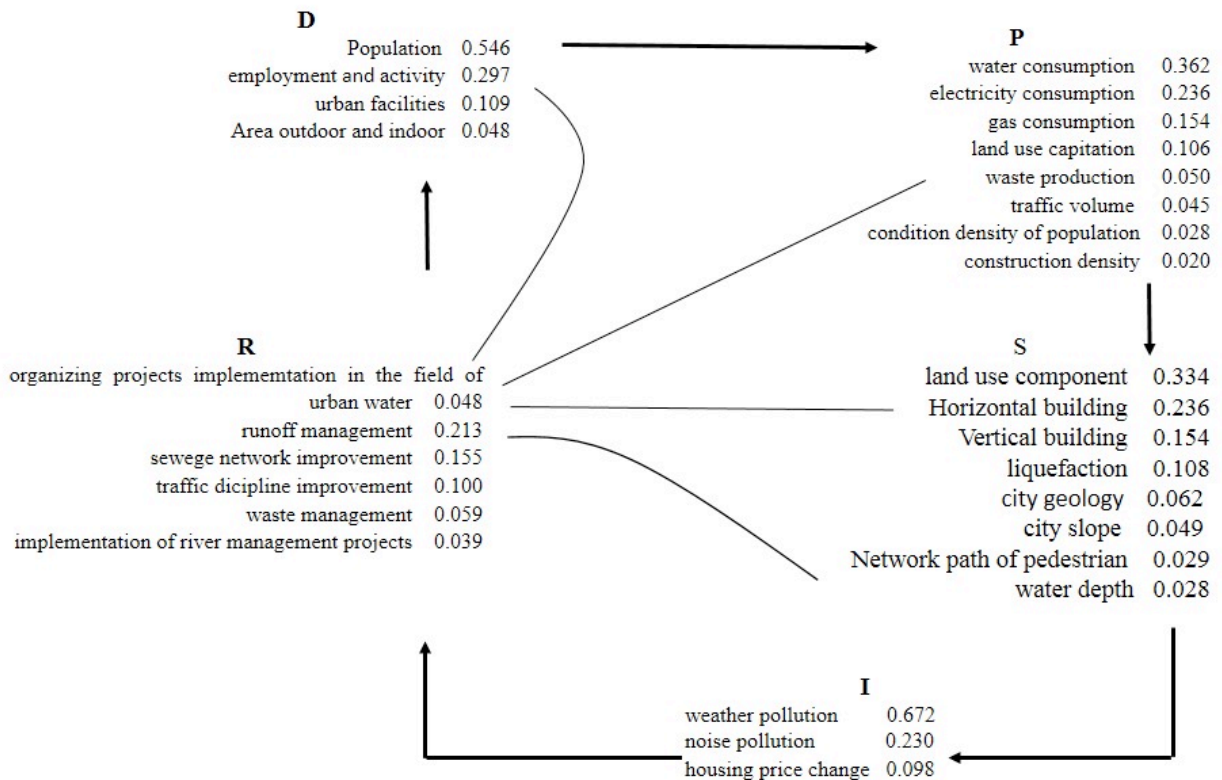 D
Population 0.546
employment and activity 0.297
urban facilities 0.109
Area outdoor and indoor 0.048
P
water consumption 0.362
electricity consumption 0.236
gas consumption 0.154
land use capitation 0.106
waste production 0.050
traffic volume 0.045
condition density of population 0.028
construction density 0.020
R
organizing projects implememtation in the field of
urban water 0.048
runoff management 0.213
sewege network improvement 0.155
traffic dicipline improvement 0.100
waste management 0.059
implementation of river management projects 0.039
S
land use component 0.334
Horizontal building 0.236
Vertical building 0.154
liquefaction 0.108
city geology 0.062
city slope 0.049
Network path of pedestrian 0.029
water depth 0.028
I
weather pollution 0.672
noise pollution 0.230
housing price change 0.098